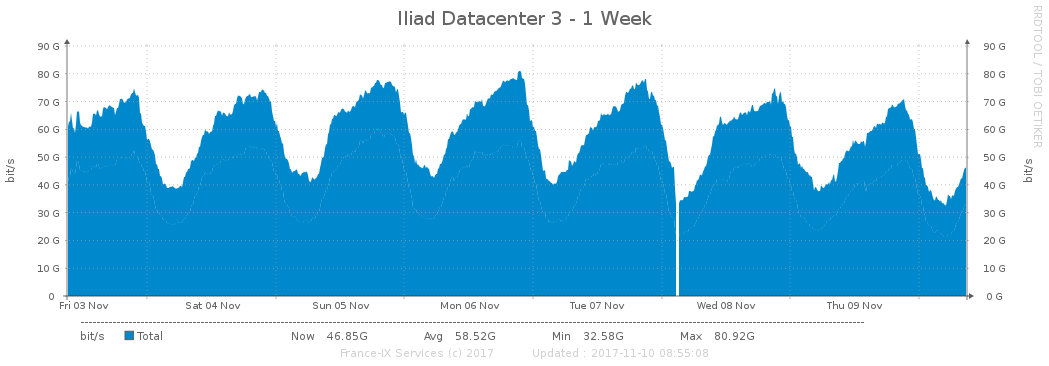 Iliad Datacenter 3 - 1 Week
RRDTOOL / TOBI OETIKER
90 G 90 G
80 G 80 G
70 G 70 G
60 G 60 G
50 G 50 G
40 G 40 G
30 G 30 G
20 G 20 G
10 G 10 G
0 0 G
bit/s
bit/s
Fri 03 Nov Sat 04 Nov Sun 05 Nov Mon 06 Nov Tue 07 Nov Wed 08 Nov Thu 09 Nov
bit/s Total Now 46.85G Avg 58.52G Min 32.58G Max 80.92G
France-IX Services (c) 2017 Updated : 2017-11-10 08:55:08